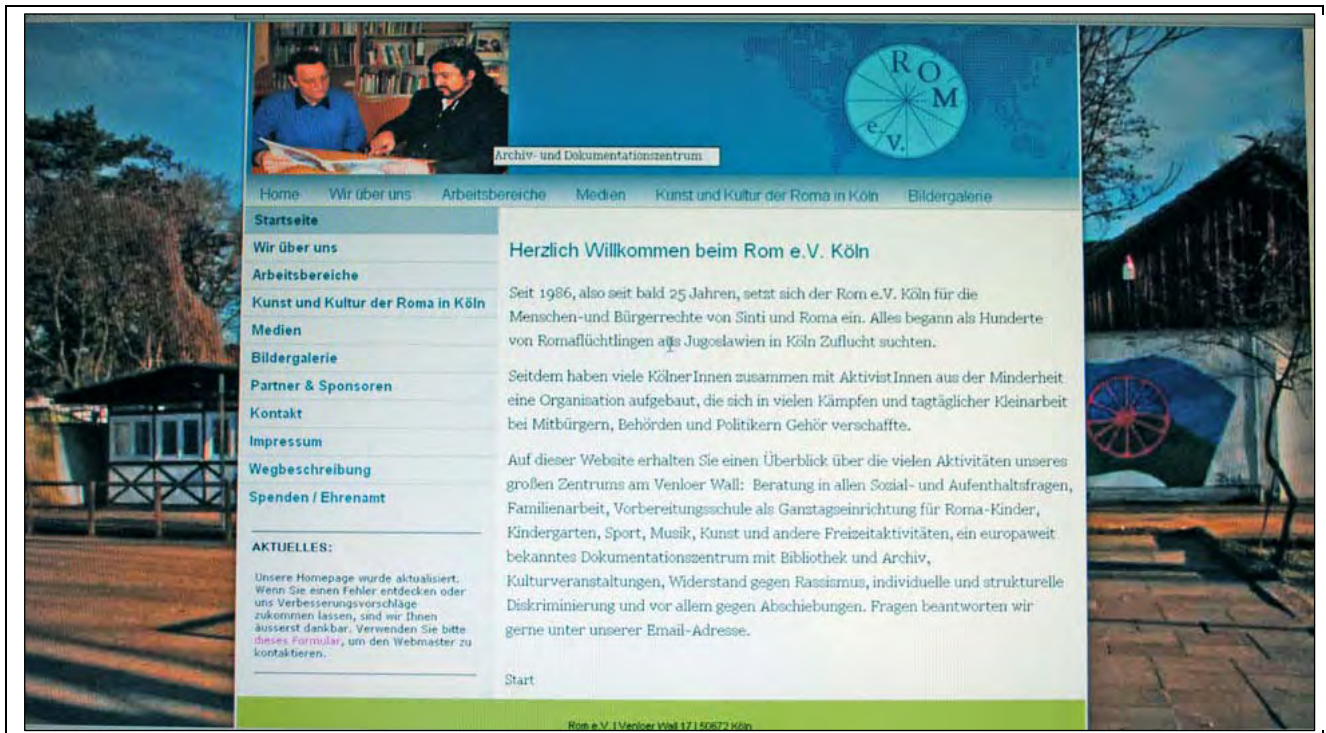 R O M
e. V.
Archiv- und Dokumentationszentrum
Home Wir über uns Arbeitsbereiche Medien Kunst und Kultur der Roma in Köln Bildergalerie
Startseite
Wir über uns
Arbeitsbereiche
Kunst und Kultur der Roma in Köln
Medien
Bildergalerie
Partner & Sponsoren
Kontakt
Impressum
Wegbeschreibung
Spenden / Ehrenamt
AKTUELLES:
Unsere Homepage wurde aktualisiert.
Wenn Sie einen Fehler entdecken oder
uns Verbesserungsvorschläge
zukommen lassen, sind wir Ihnen
äusserst dankbar. Verwenden Sie bitte
dieses Formular, um den Webmaster zu
kontaktieren.
Herzlich Willkommen beim Rom e.V. Köln
Seit 1986, also seit bald 25 Jahren, setzt sich der Rom e.V. Köln für die
Menschen-und Bürgerrechte von Sinti und Roma ein. Alles begann als Hunderte
von Romaflüchtlingen aus Jugoslawien in Köln Zuflucht suchten.
Seitdem haben viele KölnerInnen zusammen mit AktivistInnen aus der Minderheit
eine Organisation aufgebaut, die sich in vielen Kämpfen und tagtäglicher Kleinarbeit
bei Mitbürgern, Behörden und Politikern Gehör verschaffte.
Auf dieser Website erhalten Sie einen Überblick über die vielen Aktivitäten unseres
großen Zentrums am Venloer Wall: Beratung in allen Sozial- und Aufenthaltsfragen,
Familienarbeit, Vorbereitungsschule als Ganstagseinrichtung für Roma-Kinder,
Kindergarten, Sport, Musik, Kunst und andere Freizeitaktivitäten, ein europaweit
bekanntes Dokumentationszentrum mit Bibliothek und Archiv,
Kulturveranstaltungen, Widerstand gegen Rassismus, individuelle und strukturelle
Diskriminierung und vor allem gegen Abschiebungen. Fragen beantworten wir
gerne unter unserer Email-Adresse.
Start
Rom e.V. | Venloer Wall 17 | 50672 Köln